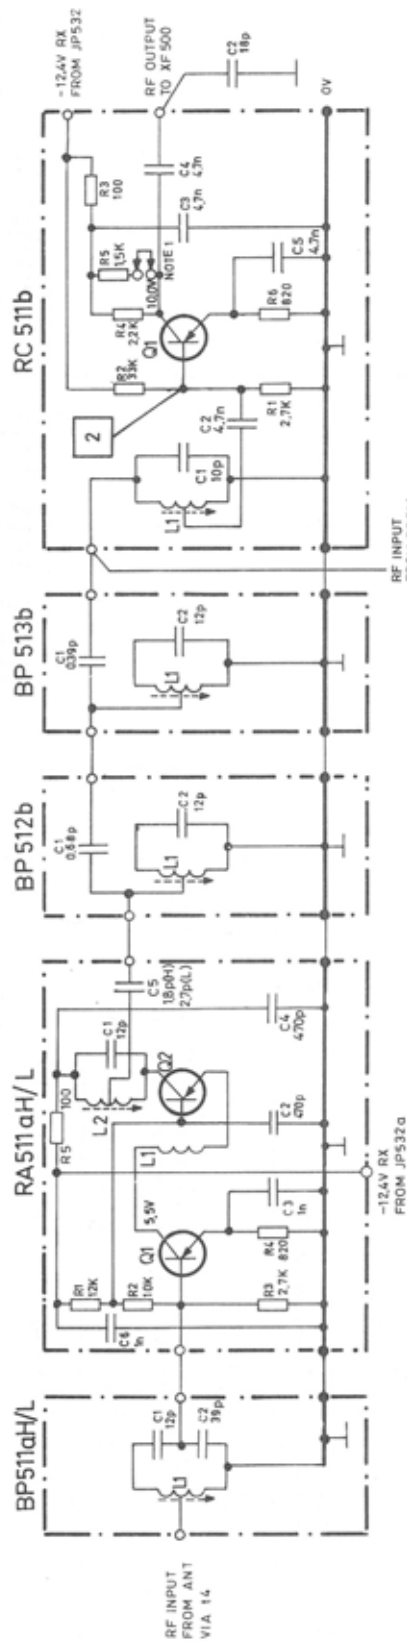 BP511aH/L
RF INPUT
FROM ANT
VIA 14
L1
C1
12p
C2
39p
RA511aH/L
R1
12K
R2
10K
C6
1n
R3
2,7K
R4
820
C3
1n
Q1
5,5V
L1
Q2
L2
C1
12p
R5
100
C2
470p
C4
470p
C5
1,8p(H)
2,7p(L)
-12,4V RX
FROM JP532a
BP 512b
C1
0,68p
L1
C2
12p
BP 513b
C1
0,39p
L1
C2
12p
RF INPUT
RC 511b
L1
C1
10p
C2
4,7n
2
R2
33K
R1
2,7K
Q1
R4
2,2K
R5
1,5K
10,0V
NOTE 1
R6
820
C5
4,7n
R3
100
C3
4,7n
C4
4,7n
-12,4V RX
FROM JP532
RF OUTPUT
TO XF500
C2
18p
0V